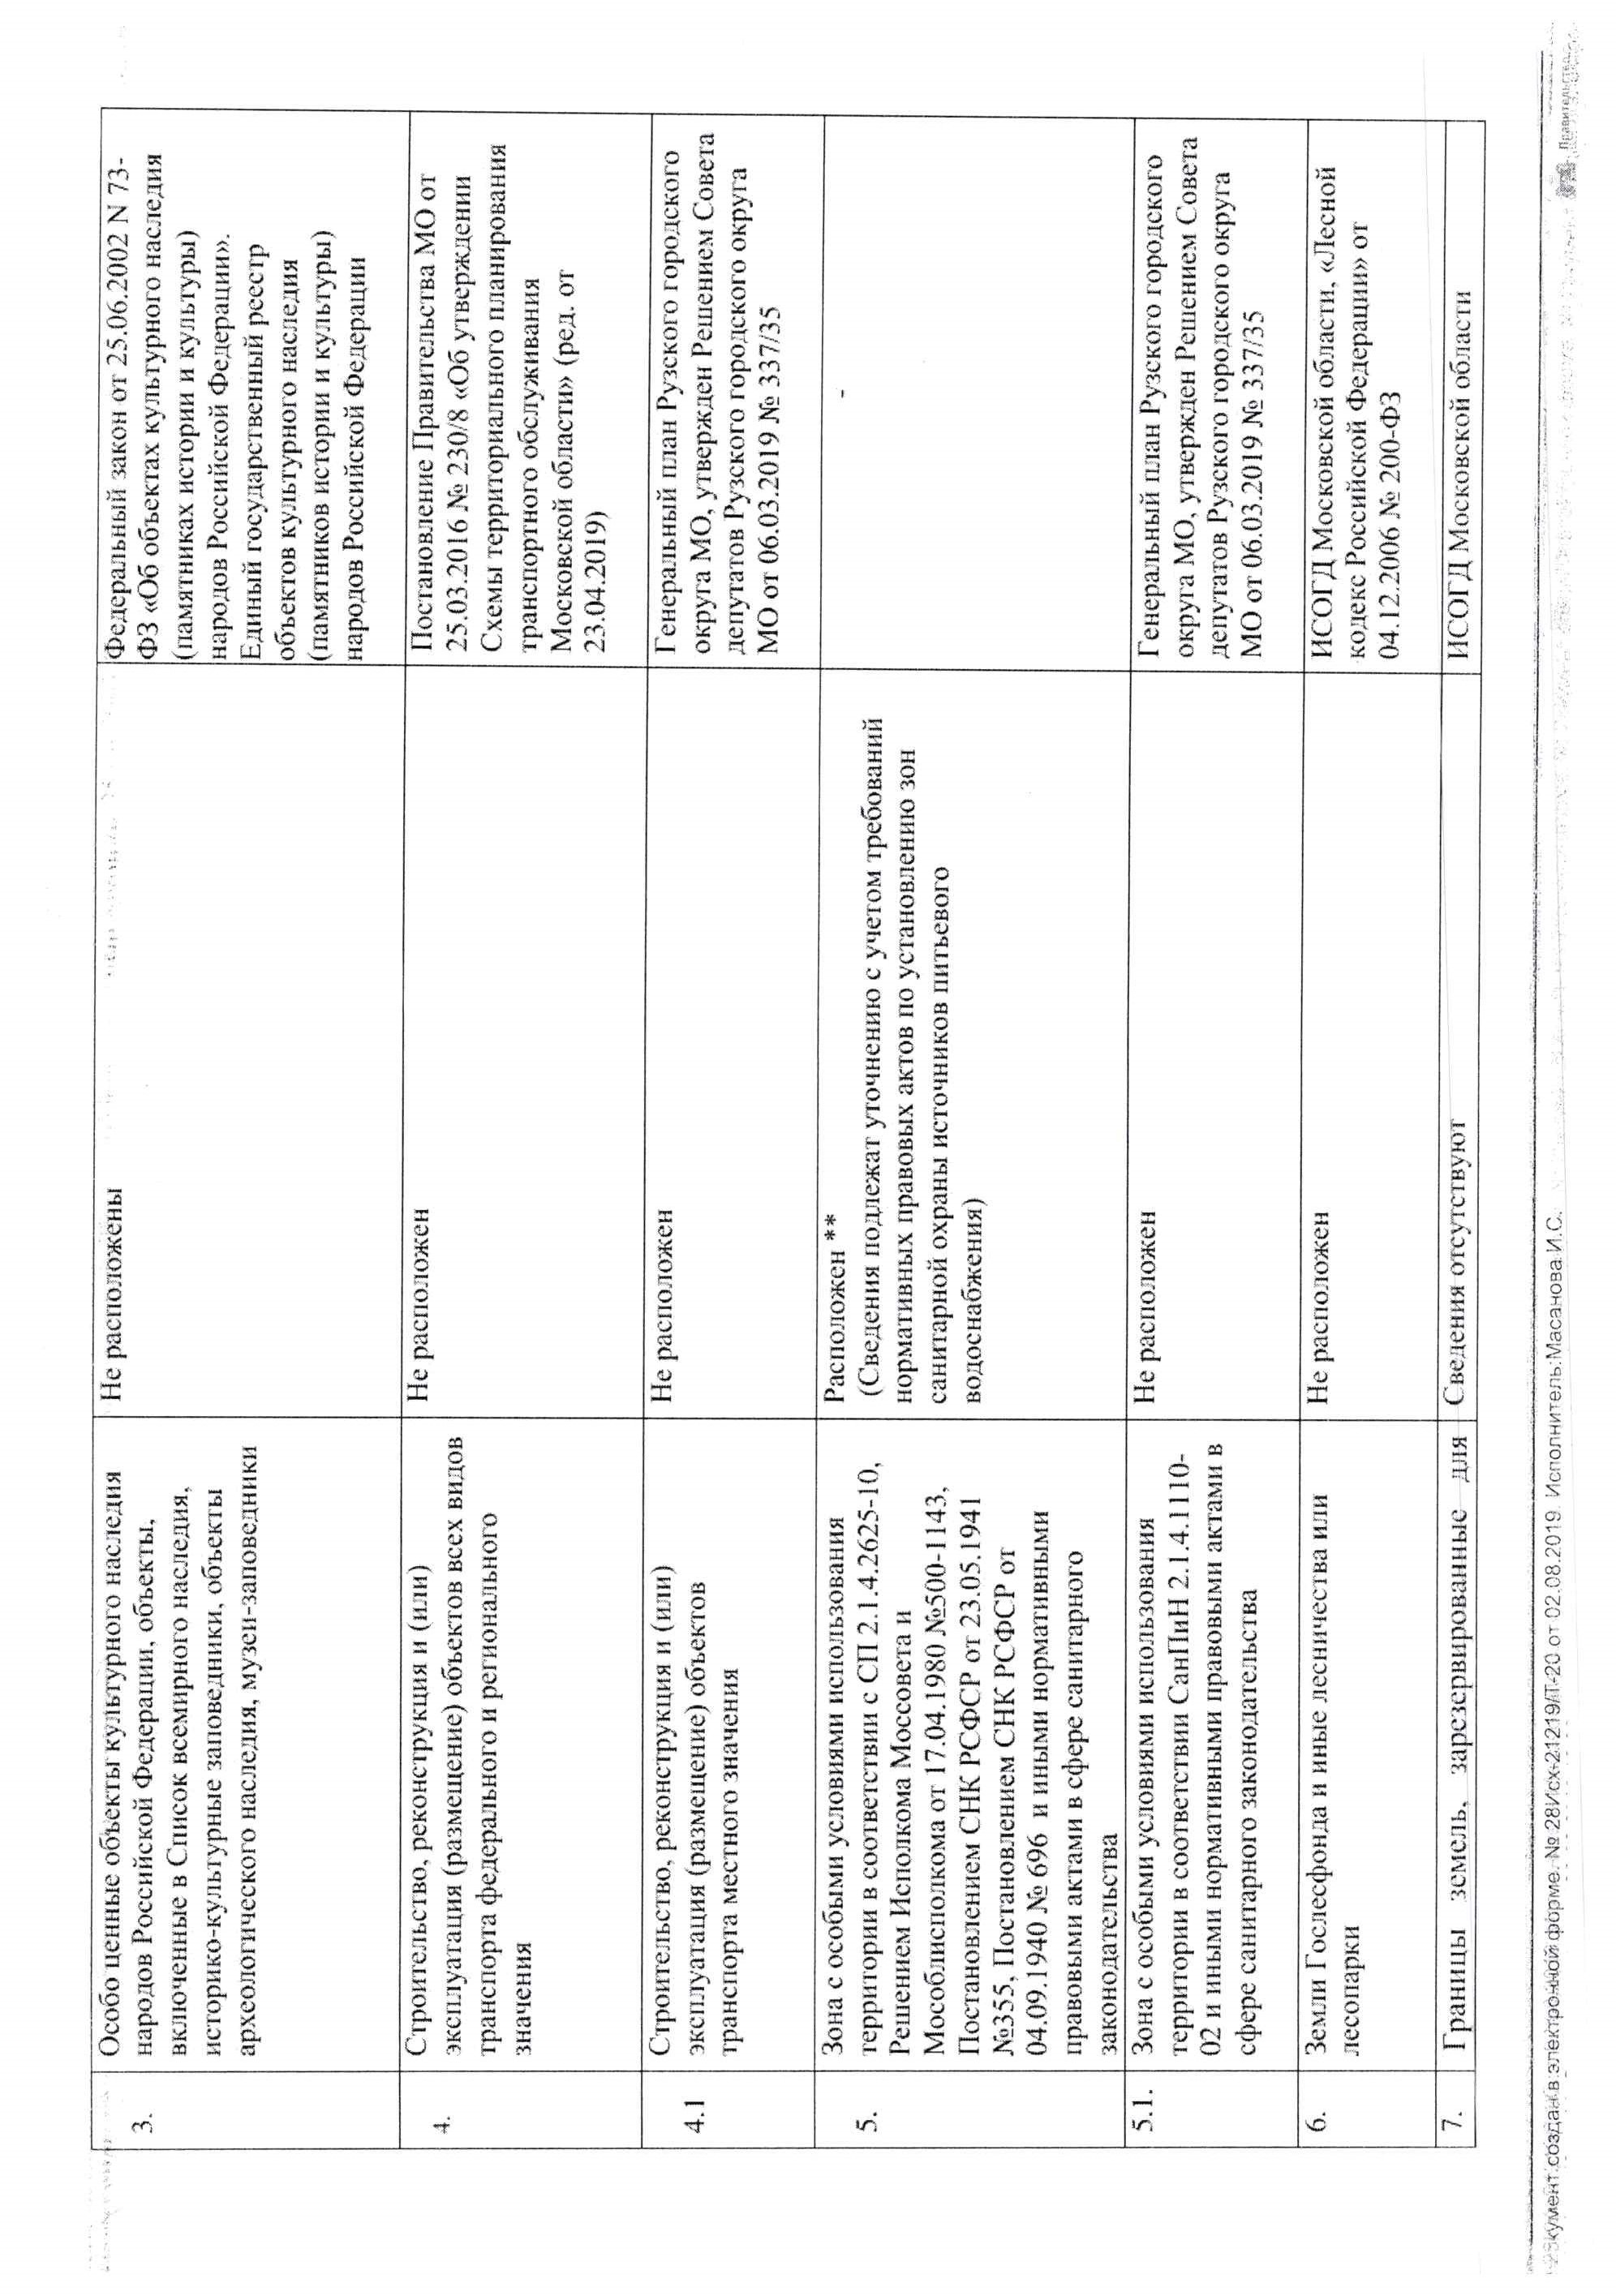 3.
Особо ценные объекты культурного наследия
народов Российской Федерации, объекты,
включенные в Список всемирного наследия,
историко-культурные заповедники, объекты
археологического наследия, музеи-заповедники
Не расположены
Федеральный закон от 25.06.2002 N 73-
ФЗ «Об объектах культурного наследия
(памятниках истории и культуры)
народов Российской Федерации».
Единый государственный реестр
объектов культурного наследия
(памятников истории и культуры)
народов Российской Федерации
4.
Строительство, реконструкция и (или)
эксплуатация (размещение) объектов всех видов
транспорта федерального и регионального
значения
Не расположен
Постановление Правительства МО от
25.03.2016 № 230/8 «Об утверждении
Схемы территориального планирования
транспортного обслуживания
Московской области» (ред. от
23.04.2019)
4.1
Строительство, реконструкция и (или)
эксплуатация (размещение) объектов
транспорта местного значения
Не расположен
Генеральный план Рузского городского
округа МО, утвержден Решением Совета
депутатов Рузского городского округа
МО от 06.03.2019 № 337/35
5.
Зона с особыми условиями использования
территории в соответствии с СП 2.1.4.2625-10,
Решением Исполкома Моссовета и
Мособлисполкома от 17.04.1980 №500-1143,
Постановлением СНК РСФСР от 23.05.1941
№355, Постановлением СНК РСФСР от
04.09.1940 № 696 и иными нормативными
правовыми актами в сфере санитарного
законодательства
Расположен **
(Сведения подлежат уточнению с учетом требований
нормативных правовых актов по установлению зон
санитарной охраны источников питьевого
водоснабжения)
-
5.1.
Зона с особыми условиями использования
территории в соответствии СанПиН 2.1.4.1110-
02 и иными нормативными правовыми актами в
сфере санитарного законодательства
Не расположен
Генеральный план Рузского городского
округа МО, утвержден Решением Совета
депутатов Рузского городского округа
МО от 06.03.2019 № 337/35
6.
Земли Гослесфонда и иные лесничества или
лесопарки
Не расположен
ИСОГД Московской области, «Лесной
кодекс Российской Федерации» от
04.12.2006 № 200-ФЗ
7.
Границы земель, зарезервированные для
Сведения отсутствуют
ИСОГД Московской области
создан в электронной форме. № 28Исх-21219/Т-20 от 02.08.2019. Исполнитель:Масанова И.С.